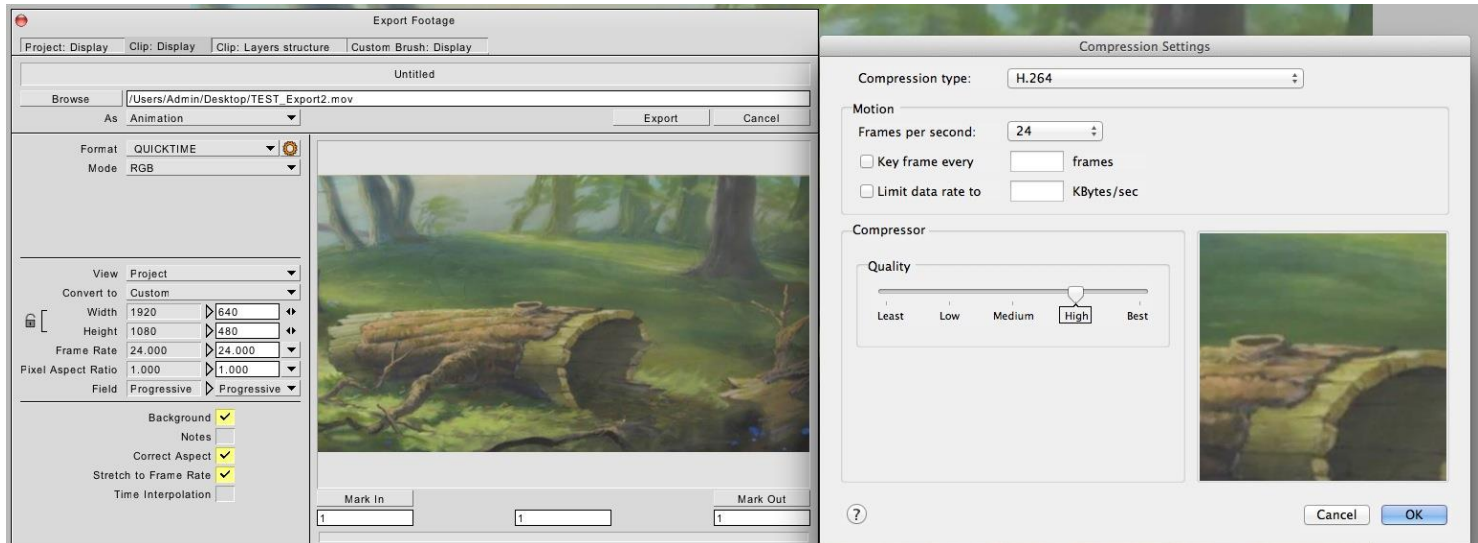 Export Footage
Project: Display Clip: Display Clip: Layers structure Custom Brush: Display
Untitled
Browse /Users/Admin/Desktop/TEST_Export2.mov
As Animation Export Cancel
Format QUICKTIME
Mode RGB
View Project
Convert to Custom
Width 1920 640
Height 1080 480
Frame Rate 24.000 24.000
Pixel Aspect Ratio 1.000 1.000
Field Progressive Progressive
Background
Notes
Correct Aspect
Stretch to Frame Rate
Time Interpolation
Mark In Mark Out
1 1 1
Compression Settings
Compression type: H.264
Motion
Frames per second: 24
Key frame every frames
Limit data rate to KBytes/sec
Compressor
Quality
Least Low Medium High Best
? Cancel OK